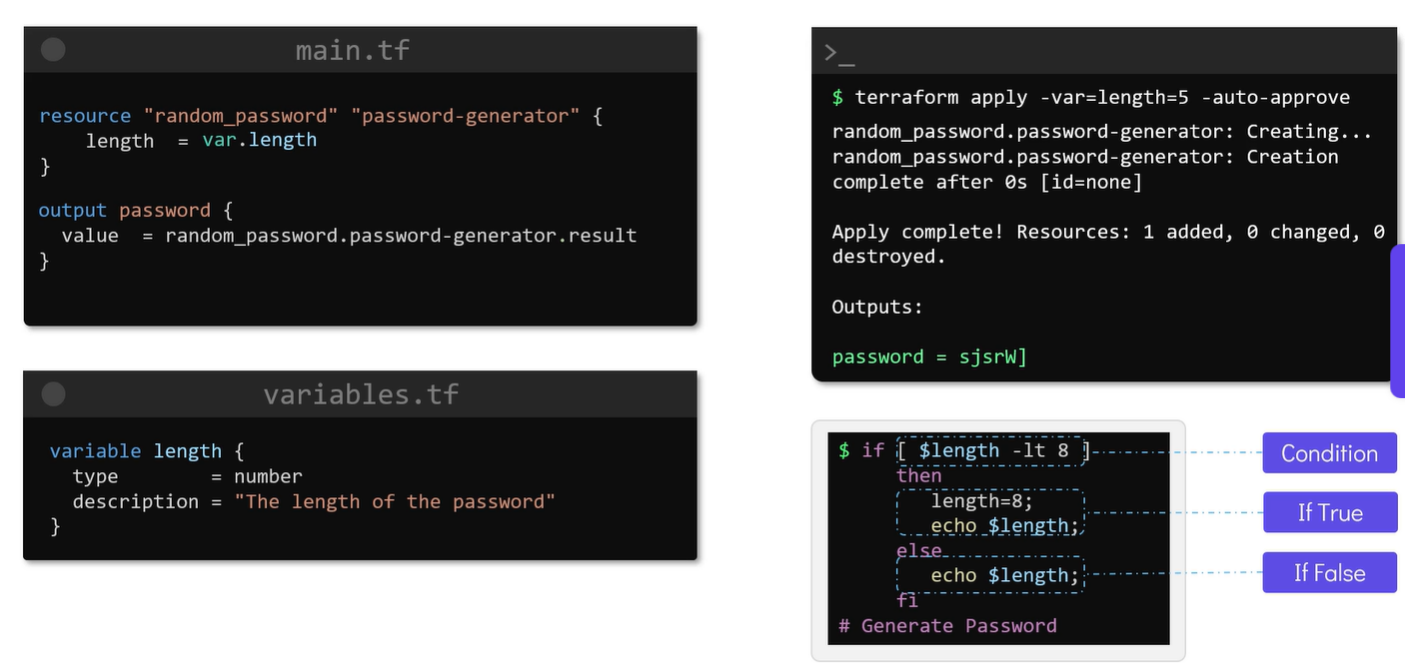 main.tf
resource "random_password" "password-generator" {
    length  = var.length
}
output password {
  value  = random_password.password-generator.result
}
variables.tf
variable length {
  type        = number
  description = "The length of the password"
}
>_
$ terraform apply -var=length=5 -auto-approve
random_password.password-generator: Creating...
random_password.password-generator: Creation
complete after 0s [id=none]
Apply complete! Resources: 1 added, 0 changed, 0
destroyed.
Outputs:
password = sjsrW]
$ if [ $length -lt 8 ]
then
length=8;
echo $length;
else
echo $length;
fi
# Generate Password
Condition
If True
If False